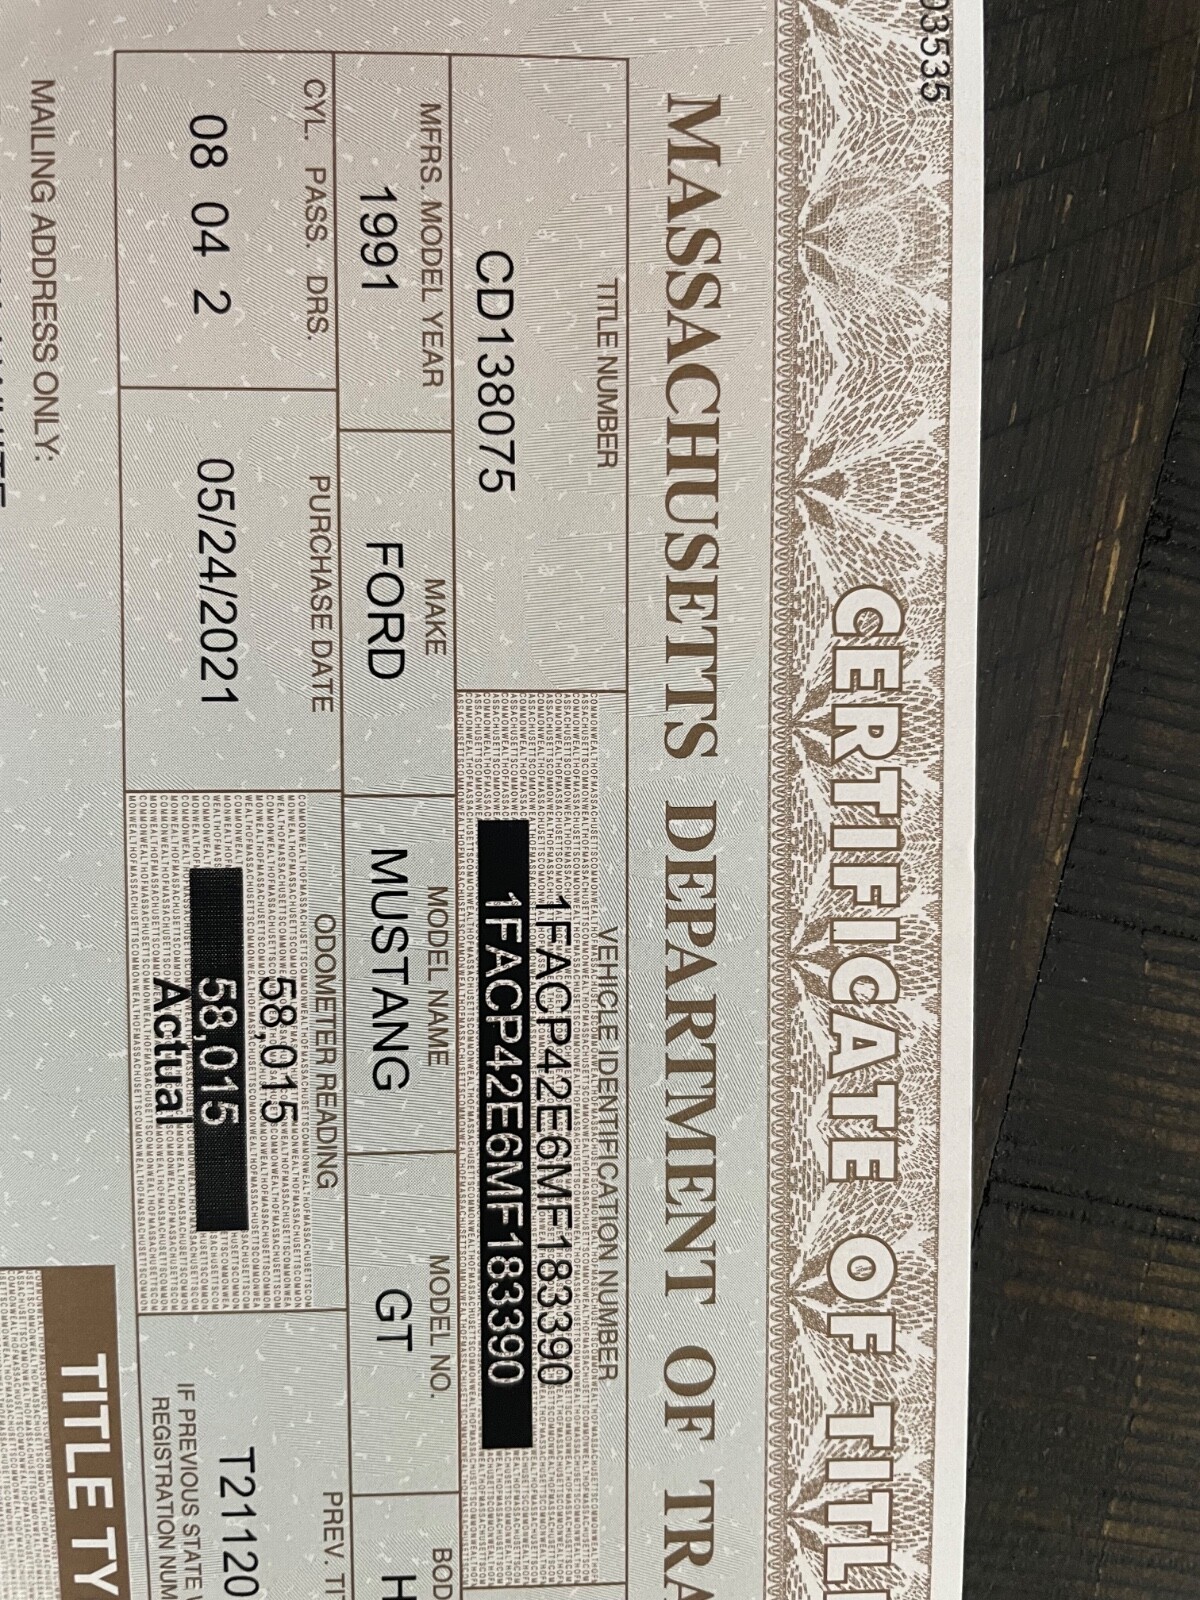 03535
CERTIFICATE OF TITL
MASSACHUSETTS DEPARTMENT OF TRA
TITLE NUMBER
CD138075
VEHICLE IDENTIFICATION NUMBER
1FACP42E6MF183390
1FACP42E6MF183390
MFRS. MODEL YEAR
1991
MAKE
FORD
MODEL NAME
MUSTANG
MODEL NO.
GT
BOD
H
CYL. PASS. DRS.
08 04 2
PURCHASE DATE
05/24/2021
ODOMETER READING
58,015
58,015
Actual
PREV. TI
T21120
IF PREVIOUS STATE
REGISTRATION NUM
MAILING ADDRESS ONLY:
TITLE TY